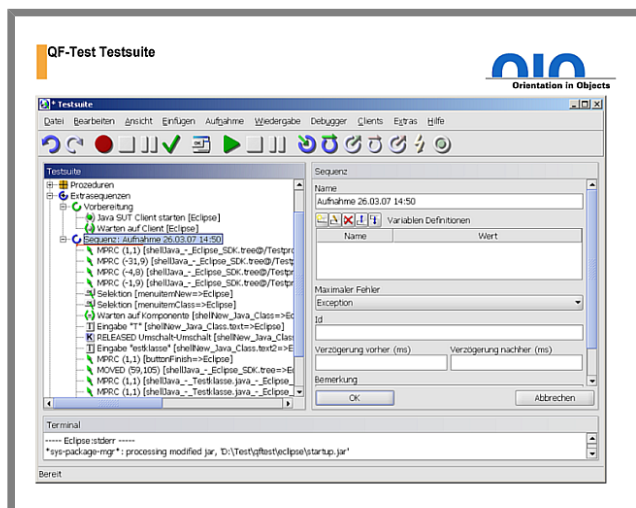 QF-Test Testsuite
OIO
Orientation in Objects
* Testsuite
Datei Bearbeiten Ansicht Einfügen Aufnahme Wiedergabe Debugger Clients Extras Hilfe
Testsuite
Prozeduren
Extrasequenzen
Vorbereitung
Java SUT Client starten [Eclipse]
Warten auf Client [Eclipse]
Sequenz: Aufnahme 26.03.07 14:50
MPRC (1,1) [shellJava_-_Eclipse_SDK.tree@/Testpro
MPRC (-31,9) [shellJava_-_Eclipse_SDK.tree@/Testp
MPRC (-4,8) [shellJava_-_Eclipse_SDK.tree@/Testpr
MPRC (-1,9) [shellJava_-_Eclipse_SDK.tree@/Testpr
Selektion [menuitemNew=>Eclipse]
Selektion [menuitemClass=>Eclipse]
Warten auf Komponente [shellNew_Java_Class=>Ec
Eingabe "T" [shellNew_Java_Class.text=>Eclipse]
RELEASED Umschalt-Umschalt [shellNew_Java_Class
Eingabe "estklasse" [shellNew_Java_Class.text2=>E
MPRC (1,1) [buttonFinish=>Eclipse]
MOVED (59,105) [shellJava_-_Eclipse_SDK.tree=>Ec
MPRC (1,1) [shellJava_-_Testklasse.java_-_Eclipse_
MPRC (1,1) [shellJava_-_Testklasse.java_-_Eclipse_
Sequenz
Name
Aufnahme 26.03.07 14:50
Variablen Definitionen
Name Wert
Maximaler Fehler
Exception
Id
Verzögerung vorher (ms) Verzögerung nachher (ms)
Bemerkung
OK Abbrechen
Terminal
----- Eclipse:stderr -----
*sys-package-mgr*: processing modified jar, 'D:\Test\qftest\eclipse\startup.jar'
Bereit